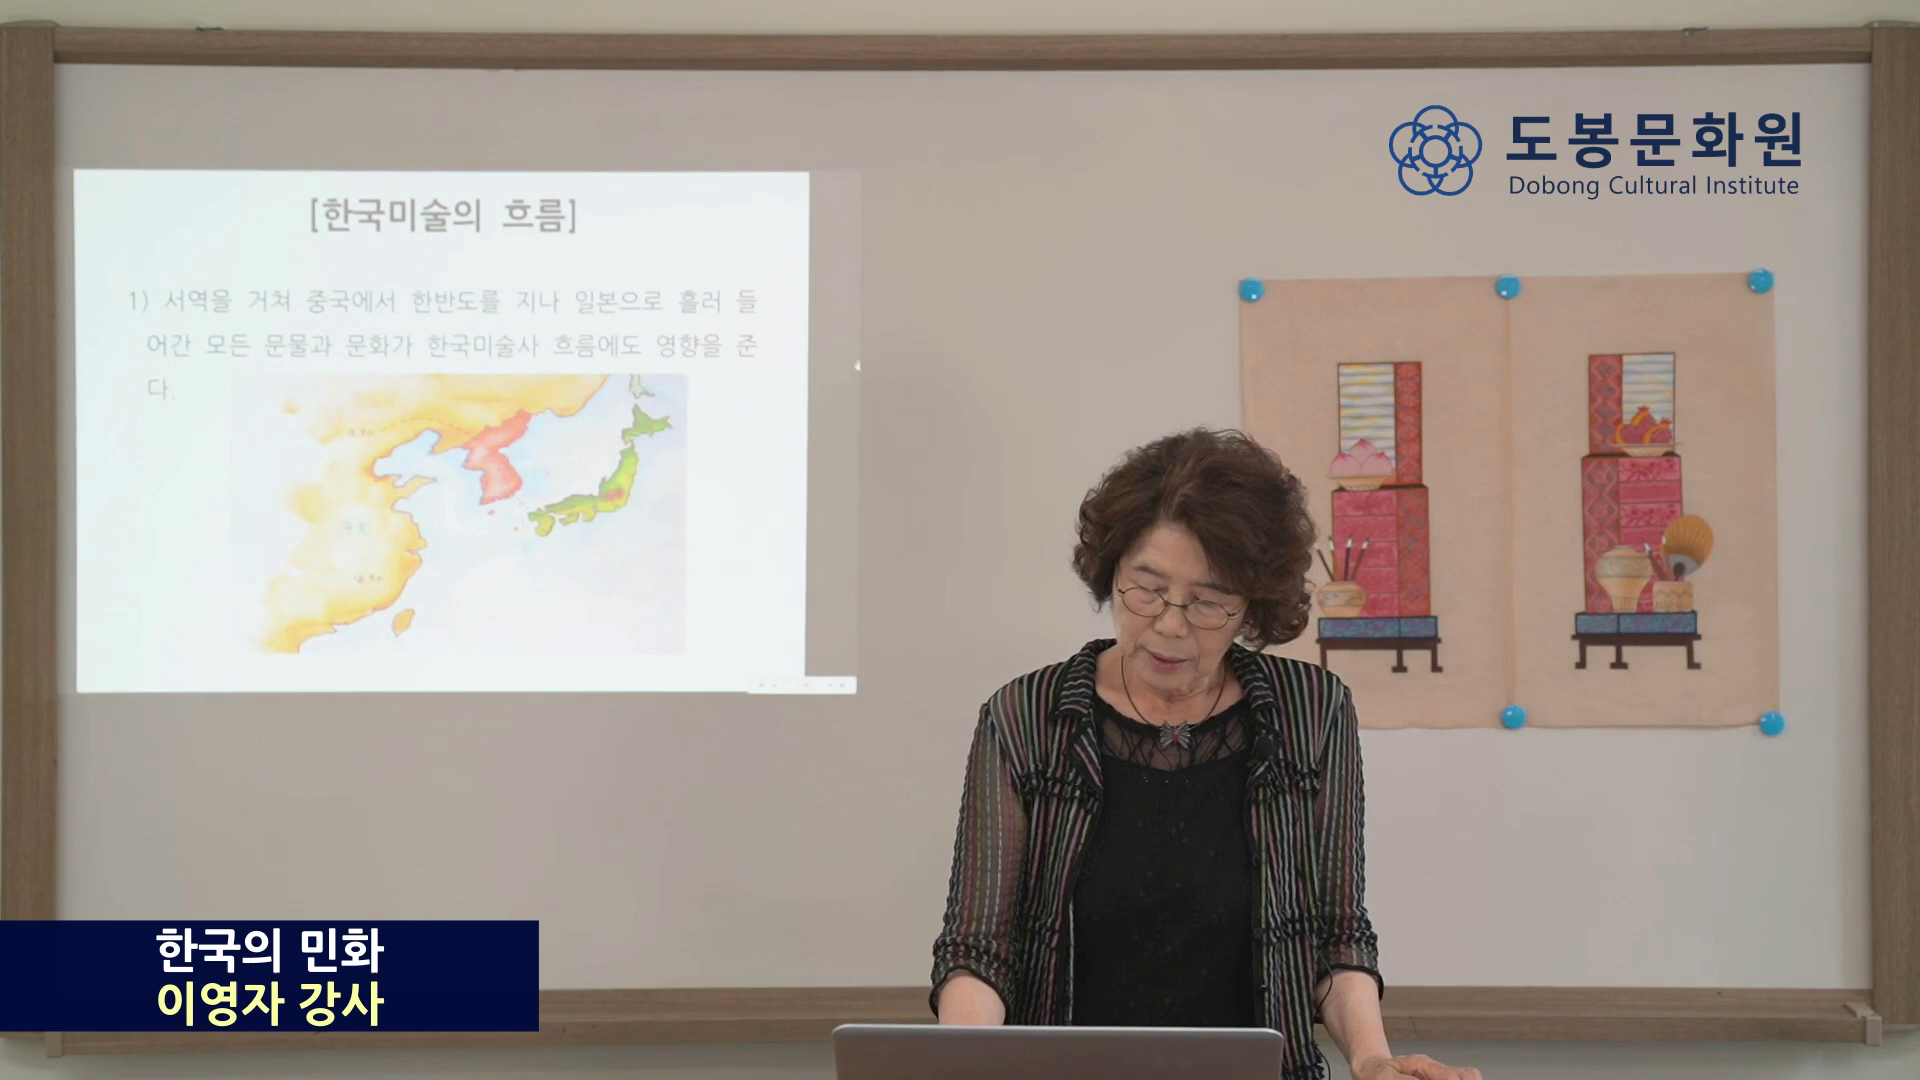 도봉문화원
Dobong Cultural Institute
[한국미술의 흐름]
1) 서역을 거쳐 중국에서 한반도를 지나 일본으로 흘러 들
어간 모든 문물과 문화가 한국미술사 흐름에도 영향을 준
다.
한국의 민화
이영자 강사